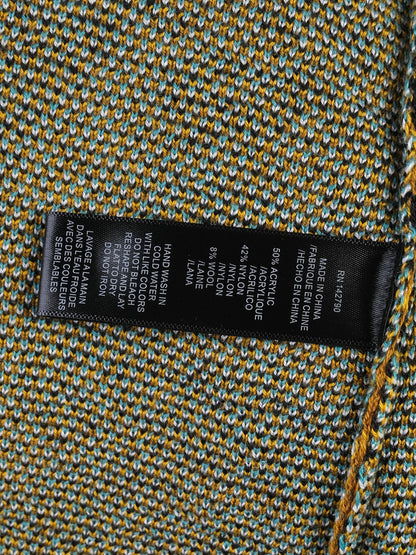 RN:142790
MADE IN CHINA
/FABRIQUE EN CHINE
/HECHO EN CHINA
50% ACRYLIC
/ACRYLIQUE
/ACRÍLICO
42% NYLON
/NYLON
/NYLON
8% WOOL
/LAINE
/LANA
HAND WASH IN
COLD WATER
WITH LIKE COLORS
DO NOT BLEACH
RESHAPE AND LAY
FLAT TO DRY
DO NOT IRON
LAVAGE A LA MAIN
DANS L'EAU FROIDE
AVEC DES COULEURS
SEMBLABLES